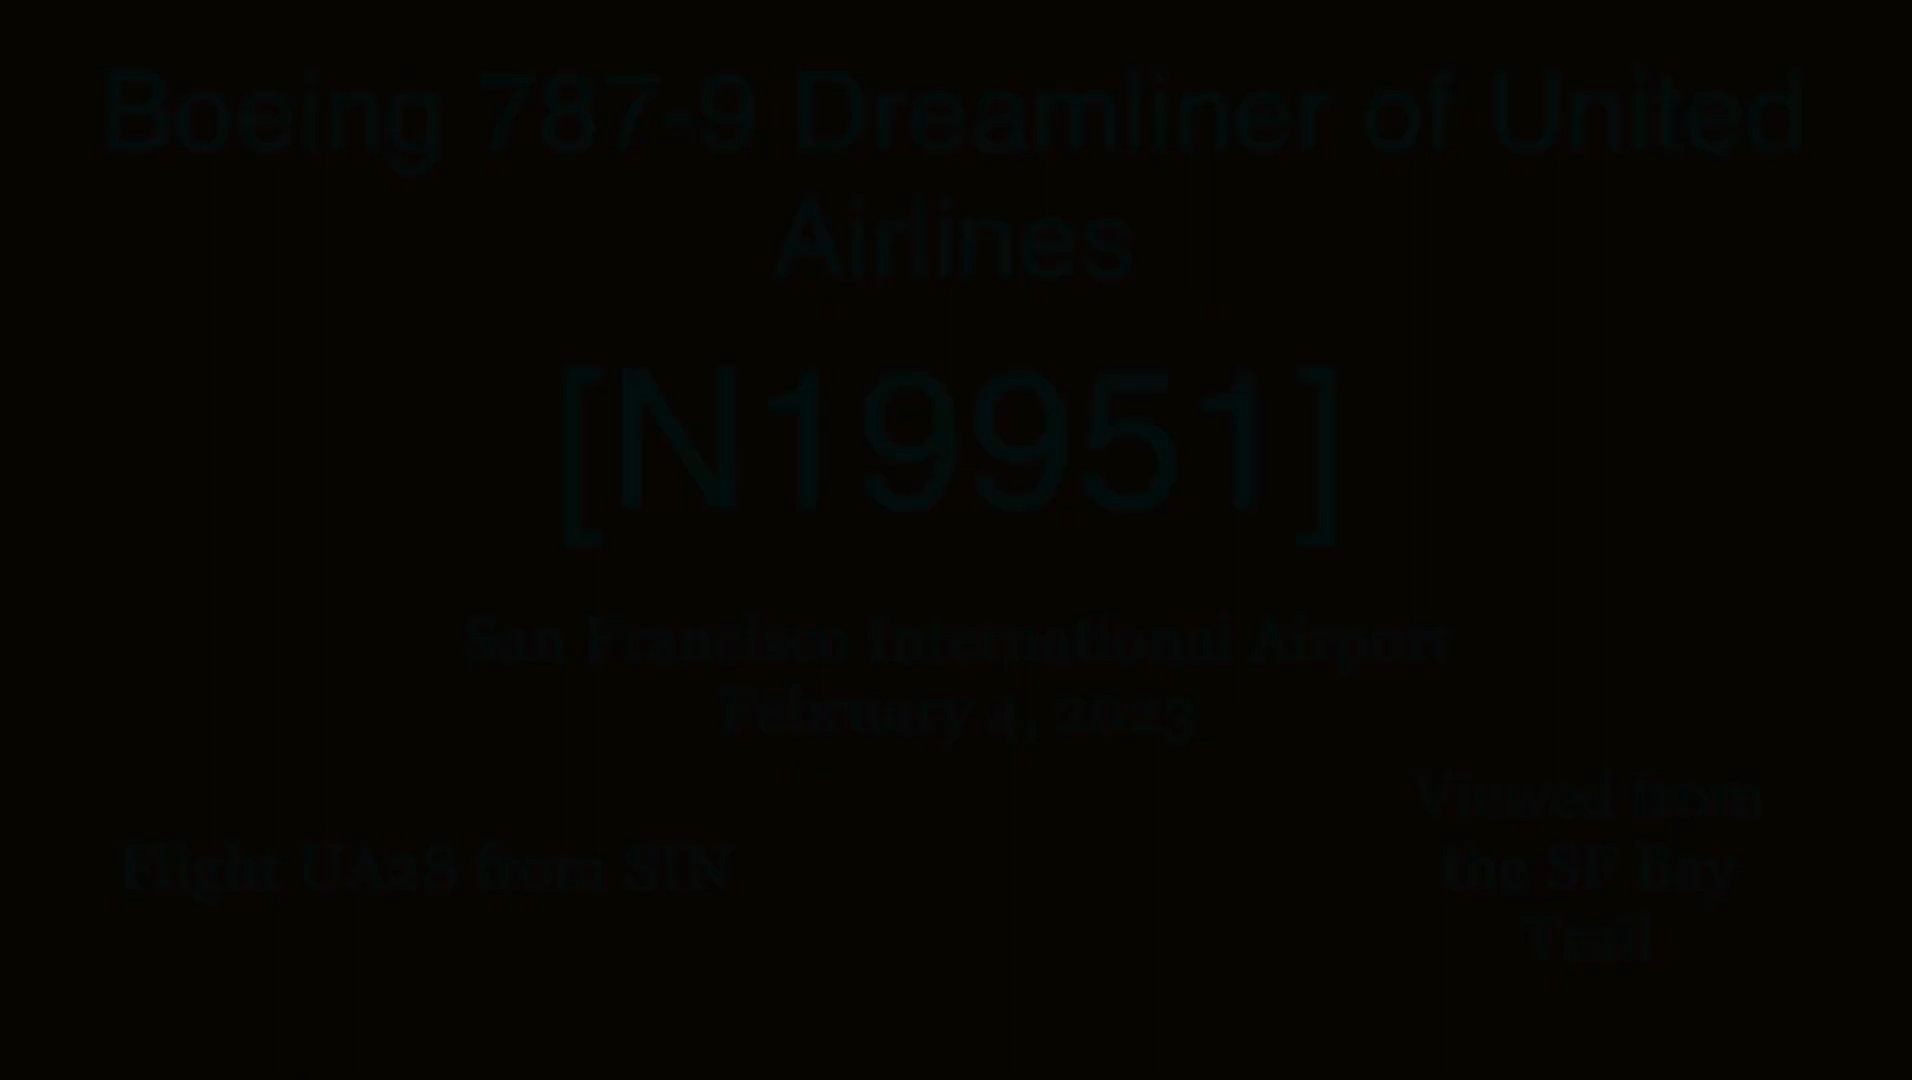 Boeing 787-9 Dreamliner of United
Airlines
[N19951]
San Francisco International Airport
February 4, 2023
Flight UA28 from SIN
Viewed from
the SF Bay
Trail